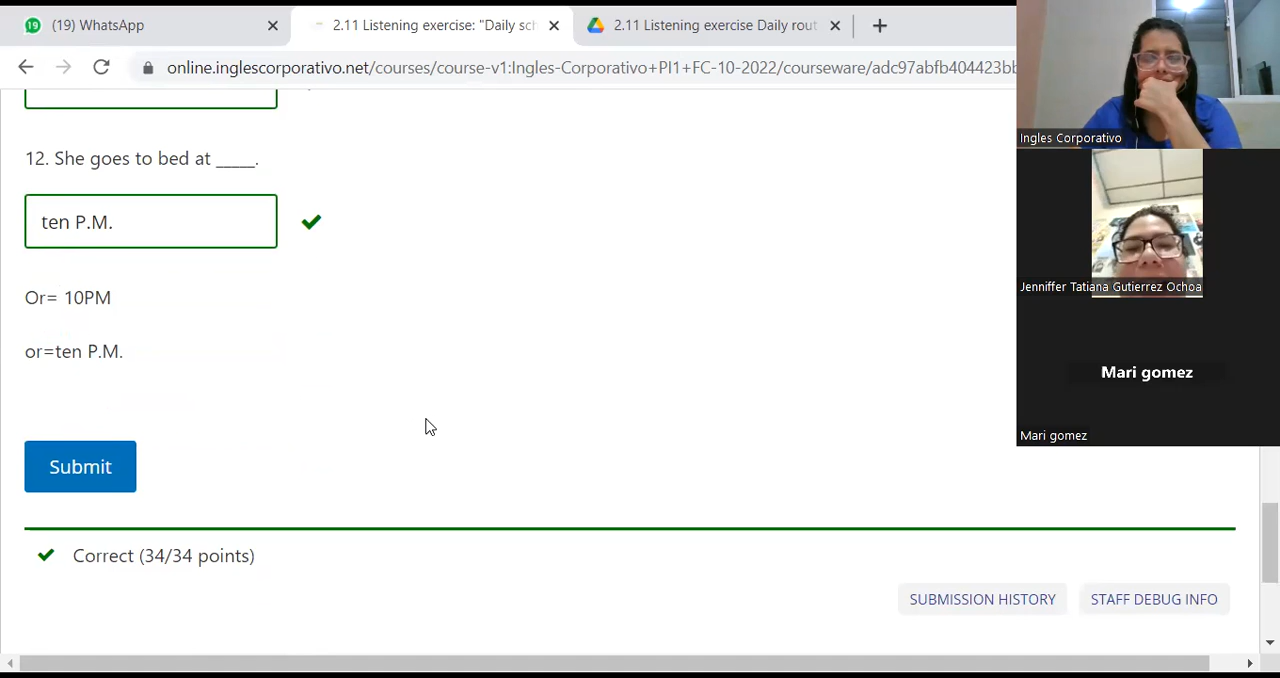 19 (19) WhatsApp
2.11 Listening exercise: "Daily sch
2.11 Listening exercise Daily rout
online.inglescorporativo.net/courses/course-v1:Ingles-Corporativo+PI1+FC-10-2022/courseware/adc97abfb404423bb
12. She goes to bed at _____.
ten P.M.
Or= 10PM
or=ten P.M.
Submit
Correct (34/34 points)
SUBMISSION HISTORY
STAFF DEBUG INFO
Ingles Corporativo
Jenniffer Tatiana Gutierrez Ochoa
Mari gomez
Mari gomez